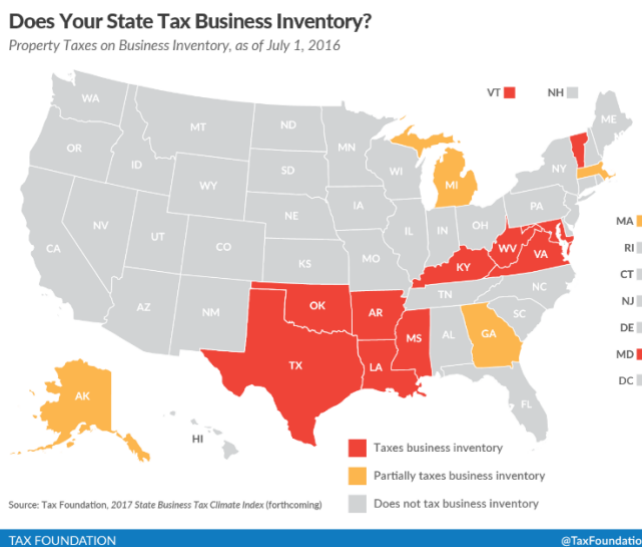 Does Your State Tax Business Inventory?
Property Taxes on Business Inventory, as of July 1, 2016
VT
NH
WA
MT
ND
MN
ME
OR
ID
WY
SD
WI
MI
NY
NV
UT
CO
NE
IA
IL
IN
OH
PA
CA
KS
MO
KY
WV
VA
MA
RI
CT
NJ
DE
MD
DC
AZ
NM
OK
AR
TN
NC
SC
TX
LA
MS
AL
GA
FL
AK
HI
Taxes business inventory
Partially taxes business inventory
Does not tax business inventory
Source: Tax Foundation, 2017 State Business Tax Climate Index (forthcoming)
TAX FOUNDATION
@TaxFoundatio